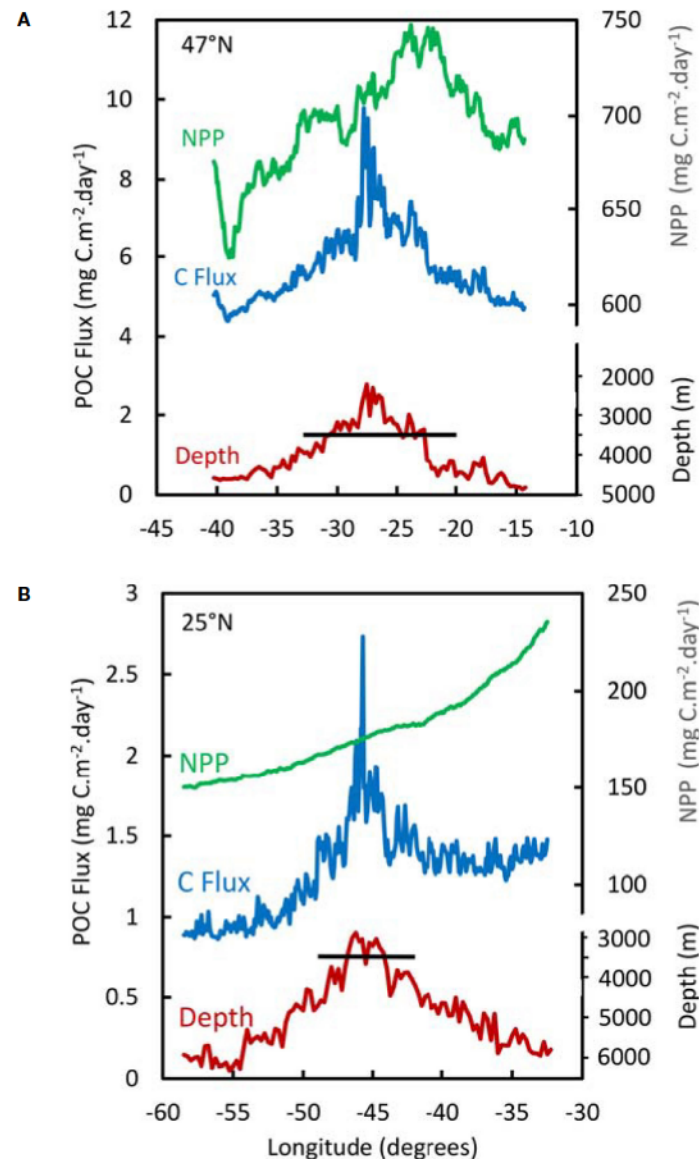 A
47°N
NPP
C Flux
Depth
POC Flux (mg C.m-2.day-1)
12
10
8
6
4
2
0
NPP (mg C.m-2.day-1)
750
700
650
600
Depth (m)
2000
3000
4000
5000
-45 -40 -35 -30 -25 -20 -15 -10
B
25°N
NPP
C Flux
Depth
POC Flux (mg C.m-2.day-1)
3
2.5
2
1.5
1
0.5
0
NPP (mg C.m-2.day-1)
250
200
150
100
Depth (m)
3000
4000
5000
6000
-60 -55 -50 -45 -40 -35 -30
Longitude (degrees)